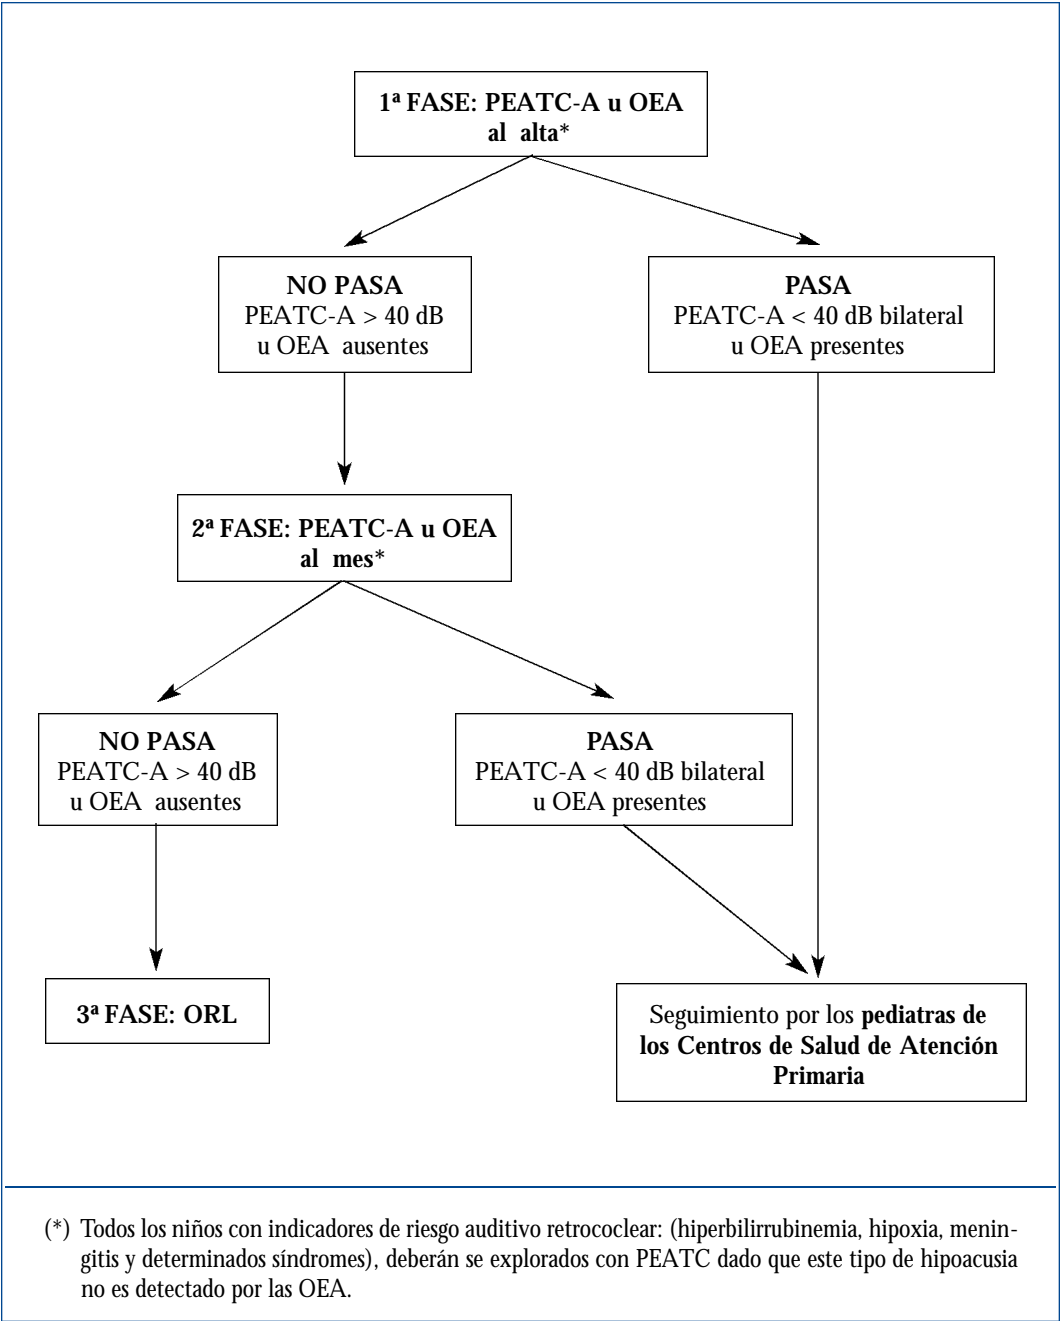 1ª FASE: PEATC-A u OEA
al alta*
NO PASA
PEATC-A > 40 dB
u OEA ausentes
PASA
PEATC-A < 40 dB bilateral
u OEA presentes
2ª FASE: PEATC-A u OEA
al mes*
NO PASA
PEATC-A > 40 dB
u OEA ausentes
PASA
PEATC-A < 40 dB bilateral
u OEA presentes
3ª FASE: ORL
Seguimiento por los pediatras de
los Centros de Salud de Atención
Primaria
(*) Todos los niños con indicadores de riesgo auditivo retrococlear: (hiperbilirrubinemia, hipoxia, menin-
gitis y determinados síndromes), deberán se explorados con PEATC dado que este tipo de hipoacusia
no es detectado por las OEA.